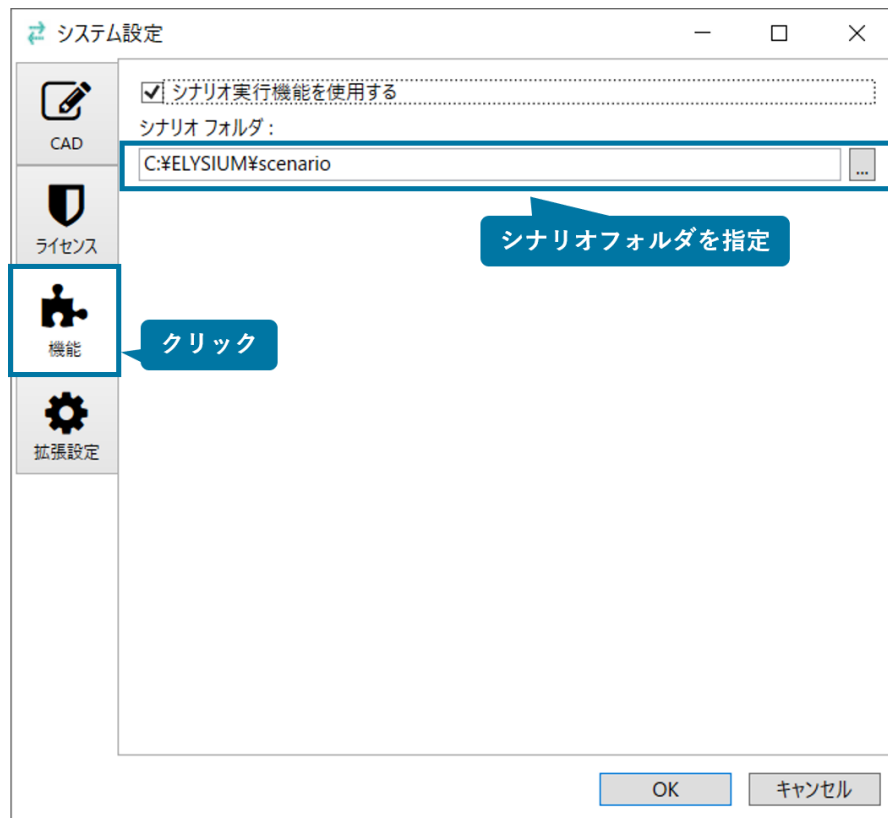 システム設定
CAD
ライセンス
機能
拡張設定
シナリオ実行機能を使用する
シナリオ フォルダ :
C:¥ELYSIUM¥scenario
...
シナリオフォルダを指定
クリック
OK
キャンセル